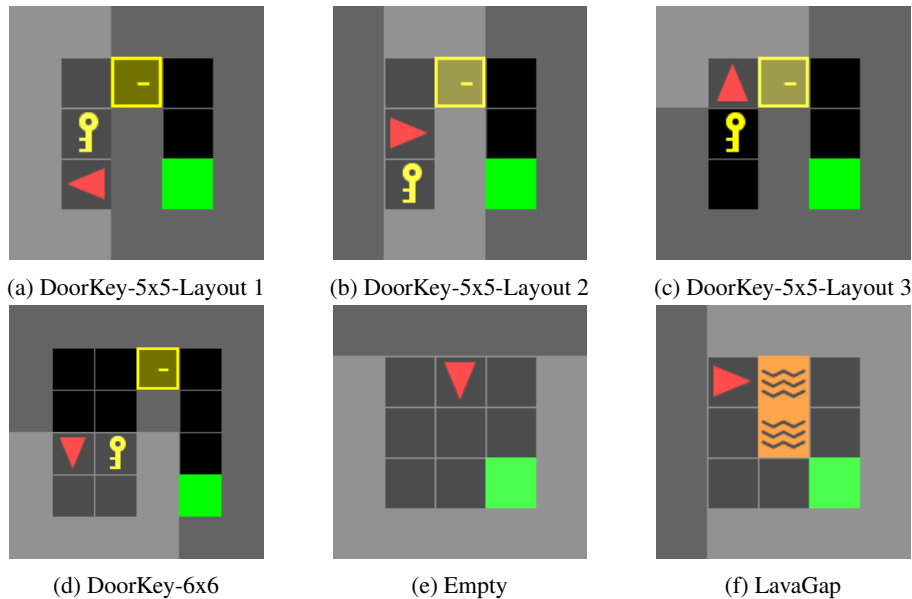 (a) DoorKey-5x5-Layout 1
(b) DoorKey-5x5-Layout 2
(c) DoorKey-5x5-Layout 3
(d) DoorKey-6x6
(e) Empty
(f) LavaGap